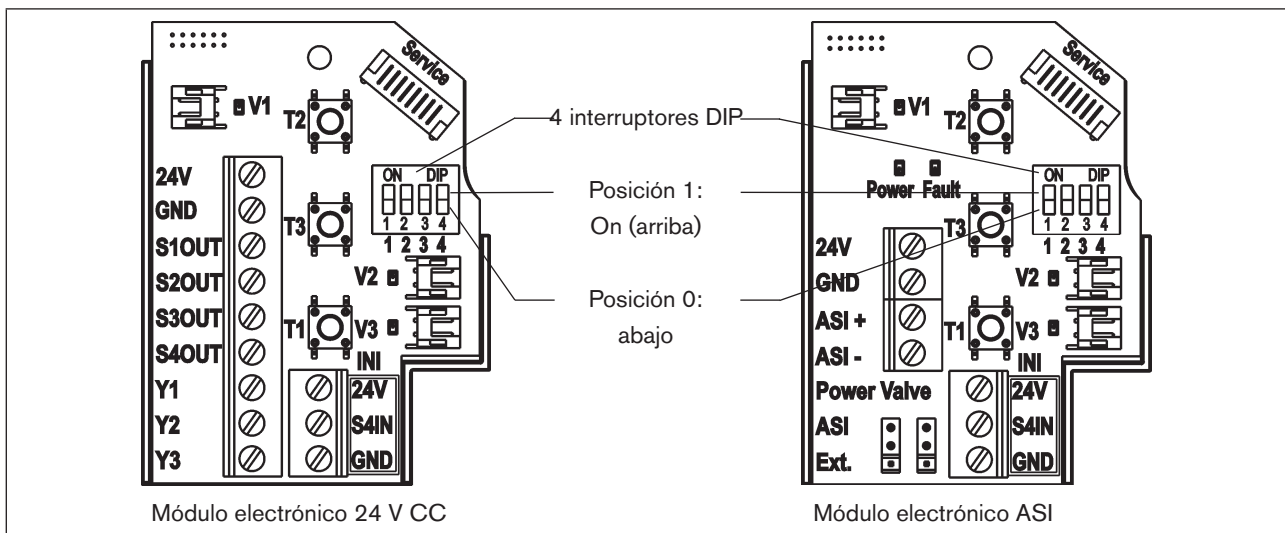 Service
V1
T2
24V
GND
S1OUT
S2OUT
S3OUT
S4OUT
Y1
Y2
Y3
ON DIP
1 2 3 4
1 2 3 4
T3
V2
T1 V3
INI
24V
S4IN
GND
Módulo electrónico 24 V CC
4 interruptores DIP
Posición 1:
On (arriba)
Posición 0:
abajo
Service
V1
T2
Power Fault
ON DIP
1 2 3 4
1 2 3 4
T3
24V
GND
ASI +
ASI -
V2
T1 V3
INI
Power Valve
ASI
Ext.
24V
S4IN
GND
Módulo electrónico ASI